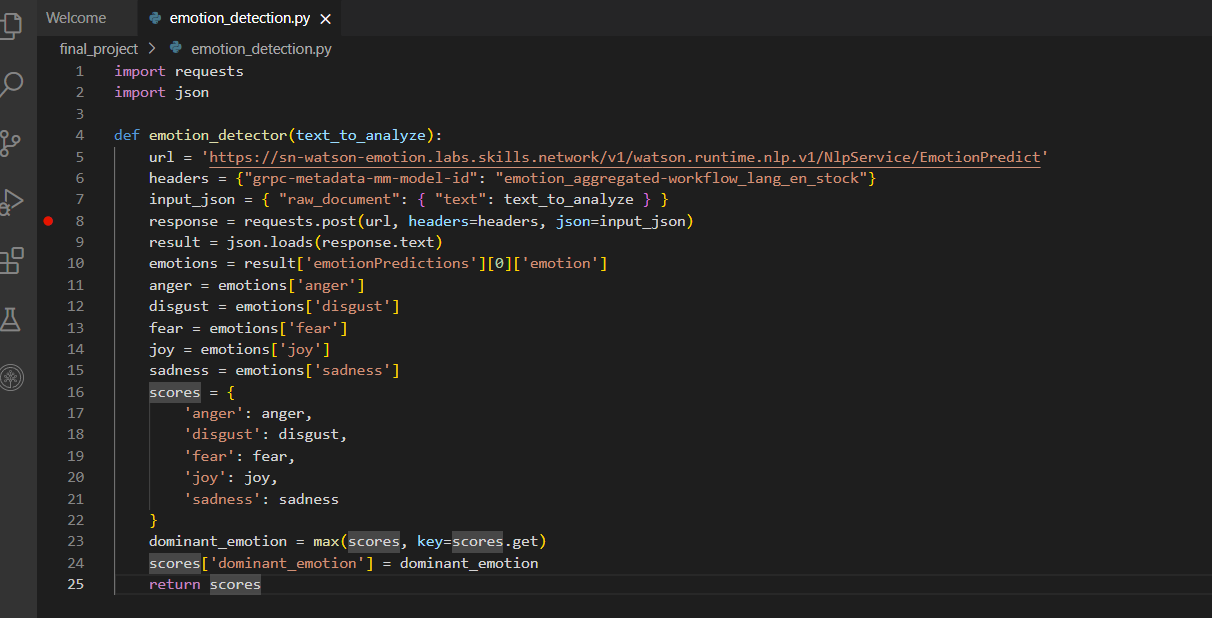 Welcome
emotion_detection.py
final_project > emotion_detection.py
1 import requests
2 import json
3
4 def emotion_detector(text_to_analyze):
5     url = 'https://sn-watson-emotion.labs.skills.network/v1/watson.runtime.nlp.v1/NlpService/EmotionPredict'
6     headers = {"grpc-metadata-mm-model-id": "emotion_aggregated-workflow_lang_en_stock"}
7     input_json = { "raw_document": { "text": text_to_analyze } }
8     response = requests.post(url, headers=headers, json=input_json)
9     result = json.loads(response.text)
10     emotions = result['emotionPredictions'][0]['emotion']
11     anger = emotions['anger']
12     disgust = emotions['disgust']
13     fear = emotions['fear']
14     joy = emotions['joy']
15     sadness = emotions['sadness']
16     scores = {
17         'anger': anger,
18         'disgust': disgust,
19         'fear': fear,
20         'joy': joy,
21         'sadness': sadness
22     }
23     dominant_emotion = max(scores, key=scores.get)
24     scores['dominant_emotion'] = dominant_emotion
25     return scores